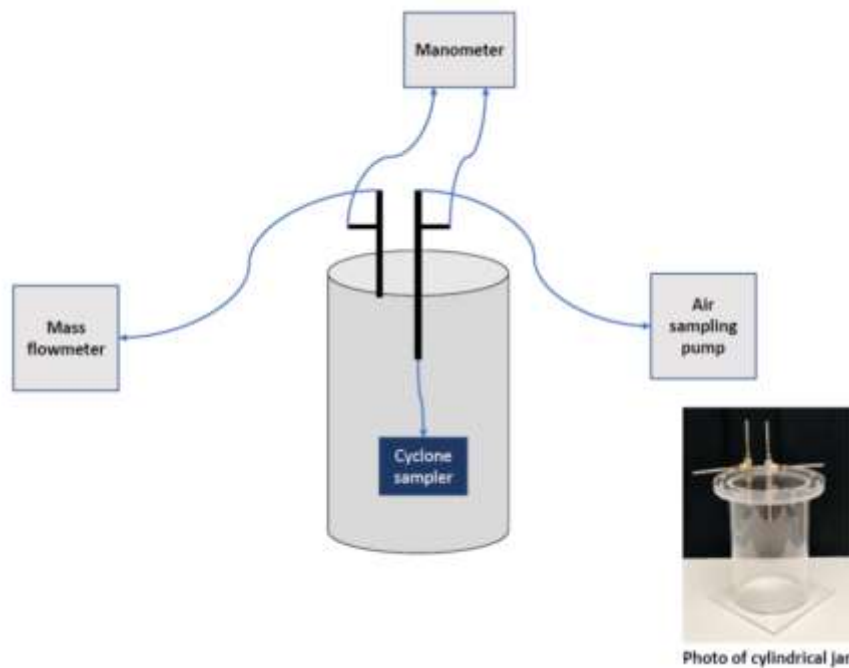 Manometer
Mass
flowmeter
Air
sampling
pump
Cyclone
sampler
Photo of cylindrical jar